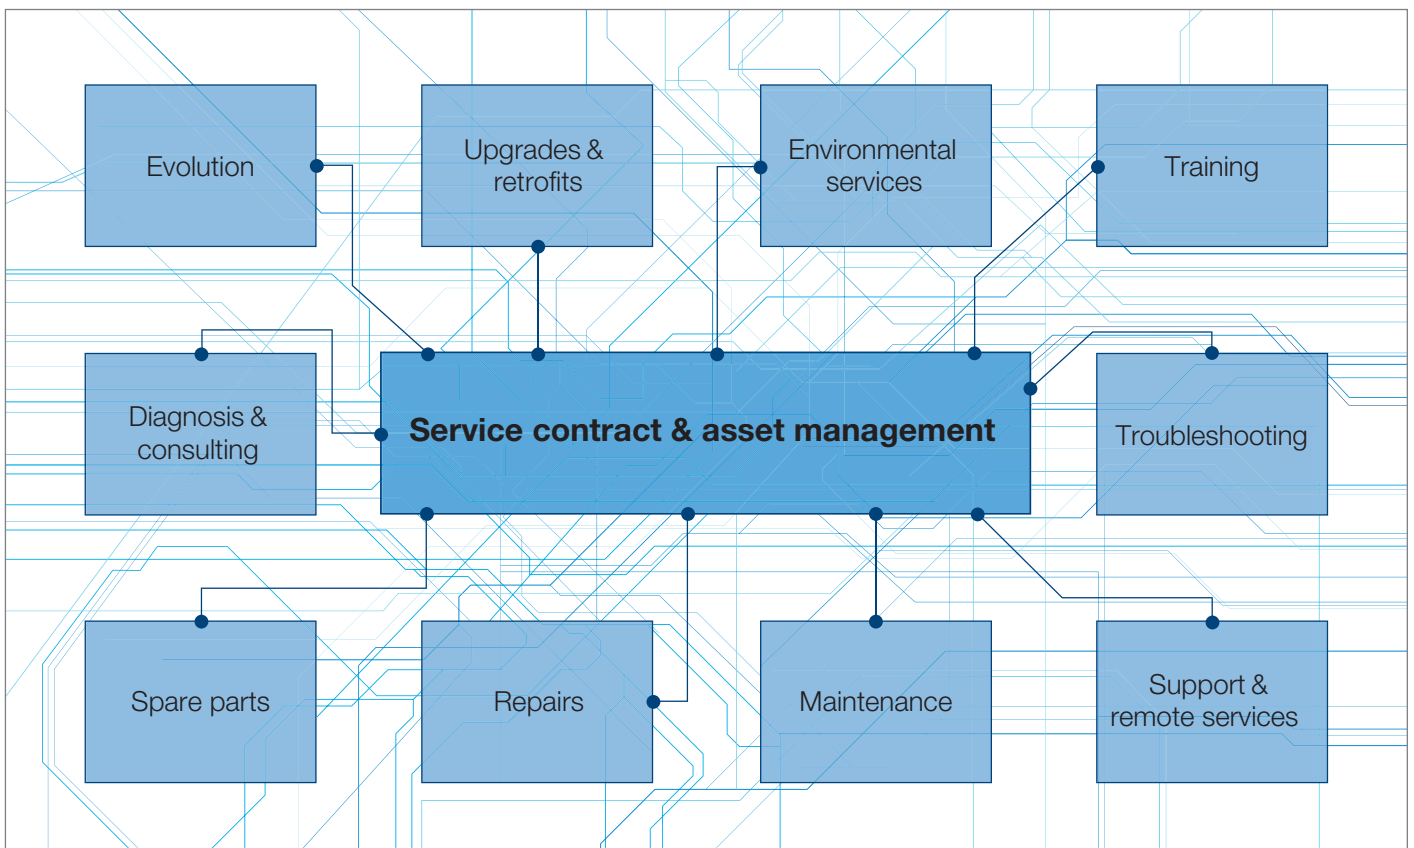 Evolution
Upgrades &
retrofits
Environmental
services
Training
Diagnosis &
consulting
Service contract & asset management
Troubleshooting
Spare parts
Repairs
Maintenance
Support &
remote services